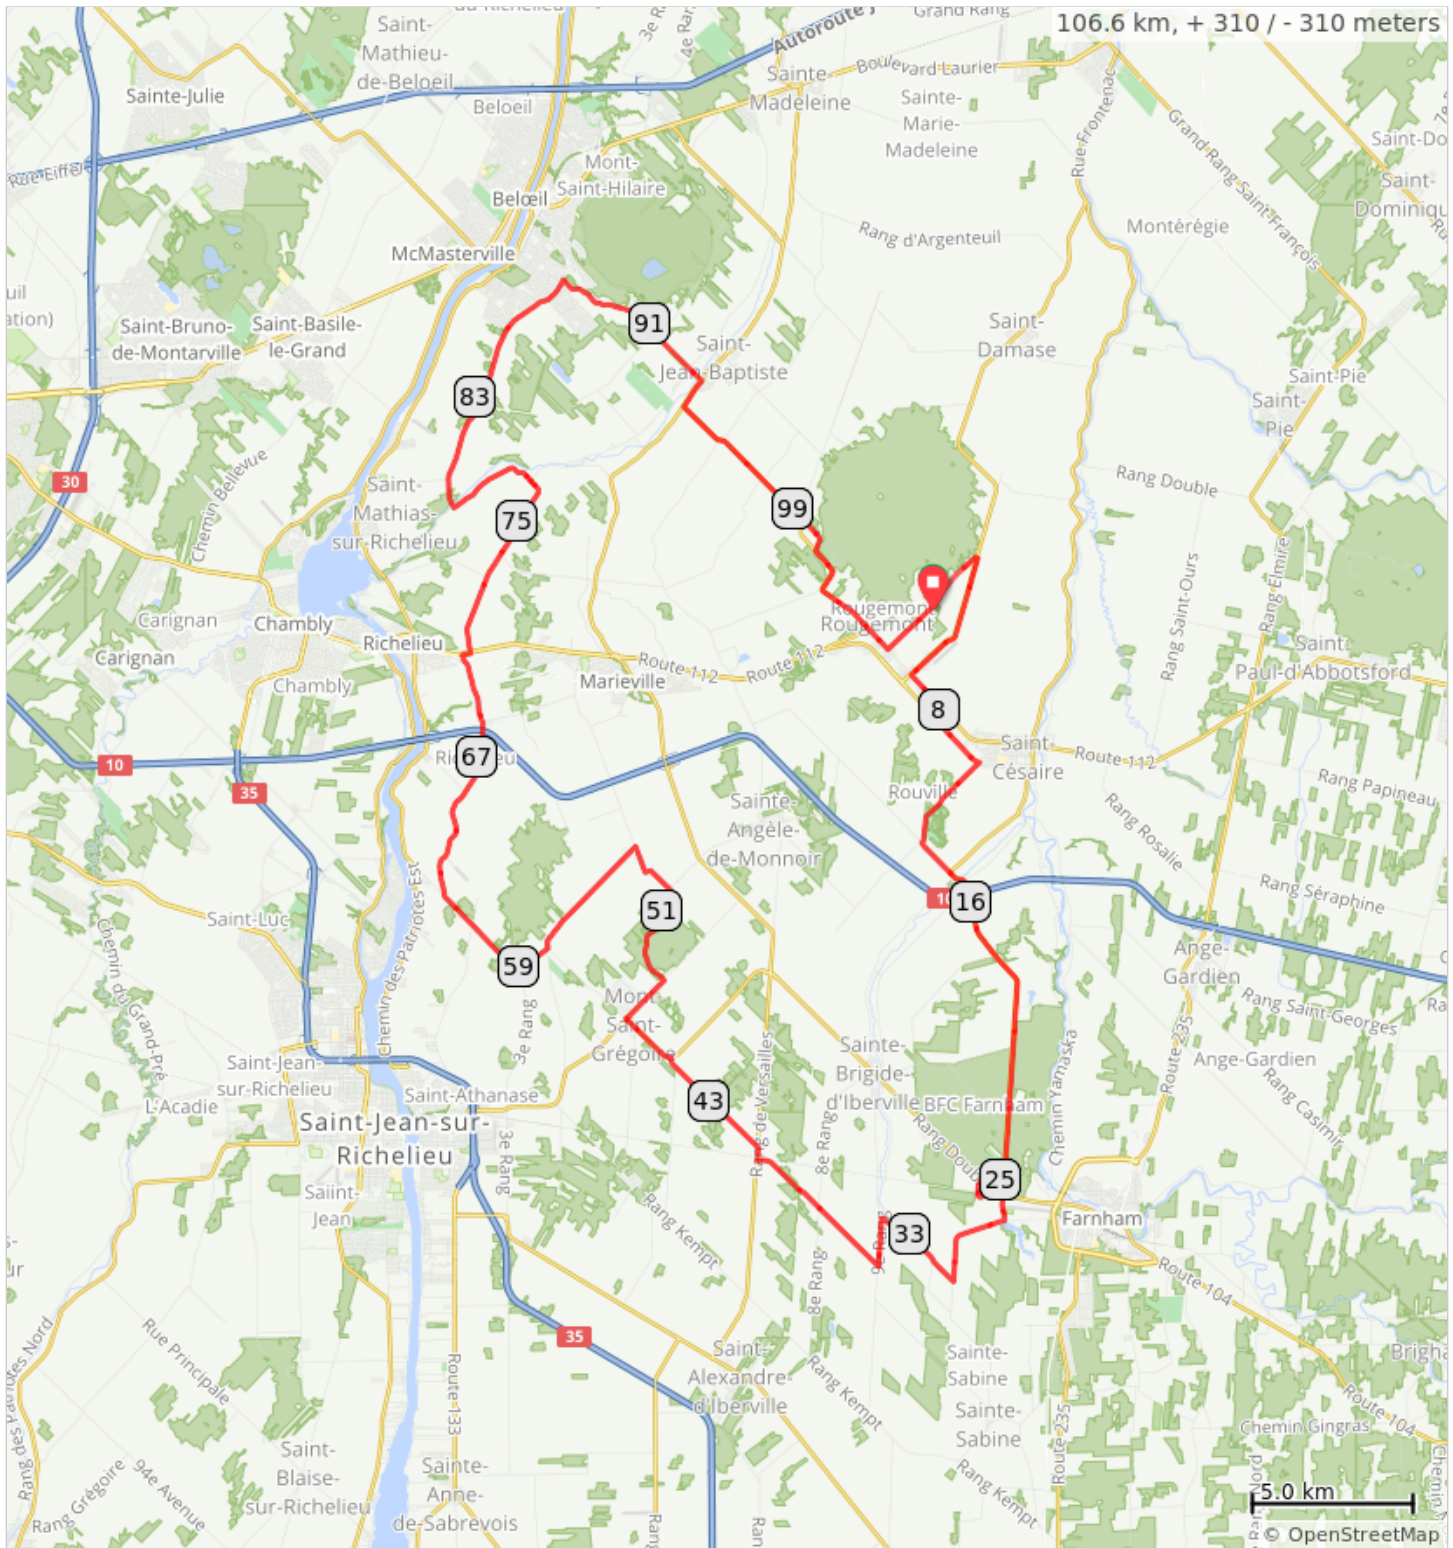 106.6 km, + 310 / - 310 meters
Saint-
Mathieu-
de-Beloeil
Autoroute
Grand Rang
Sainte-Julie
Beloeil
Sainte-
Madeleine
Boulevard Laurier
Sainte-
Marie-
Madeleine
Rue Frontenac
Grand Rang Saint-François
Rue Eiffel
Mont-
Saint-Hilaire
Belœil
McMasterville
Rang d'Argenteuil
Montérégie
Saint-Do
Saint-
Dominiqu
Saint-Bruno-
de-Montarville
Saint-Basile-
le-Grand
91
Saint-
Jean-Baptiste
Saint-
Damase
Saint-Pie
Saint-
Pie
83
30
Chemin Bellevue
Saint-
Mathias-
sur-Richelieu
75
99
Rang Double
Rang Elmire
Rang Saint-Ours
Carignan
Chambly
Richelieu
Rougemont
Rougemont
Carignan
Chambly
Route 112
Route 112
Marieville
Saint-
Paul-d'Abbotsford
8
Saint-
Césaire
Route 112
10
35
67
Rouville
Rang Papineau
Sainte-
Angèle-
de-Monnoir
Rang Rosalie
Rang Séraphine
Saint-Luc
Chemin des Patriotes Est
51
16
59
Ange-
Gardien
Chemin du Grand-Pré
3e Rang
Mont-
Saint-
Grégoire
Rang Saint-Georges
Route 235
Ange-Gardien
Rang Casimir
Saint-Jean-
sur-Richelieu
L'Acadie
Saint-Athanase
Rang de Versailles
Sainte-
Brigide-
d'Iberville
BFC Farnham
Chemin Yamaska
43
Saint-Jean-sur-
Richelieu
3e Rang
8e Rang
25
Saiint-
Jean
Rang Kempt
8e Rang
9e Rang
33
Farnham
Route 104
35
Rue Principale
Route 133
Saint-
Alexandre-
d'Iberville
Rang Kempt
Sainte-
Sabine
Sainte-
Sabine
Route 235
Route 104
Chemin Gingras
Saint-
Blaise-
sur-Richelieu
Rang Grégoire
94e Avenue
Sainte-
Anne-
de-Sabrevois
Rang Kempt
5.0 km
© OpenStreetMap